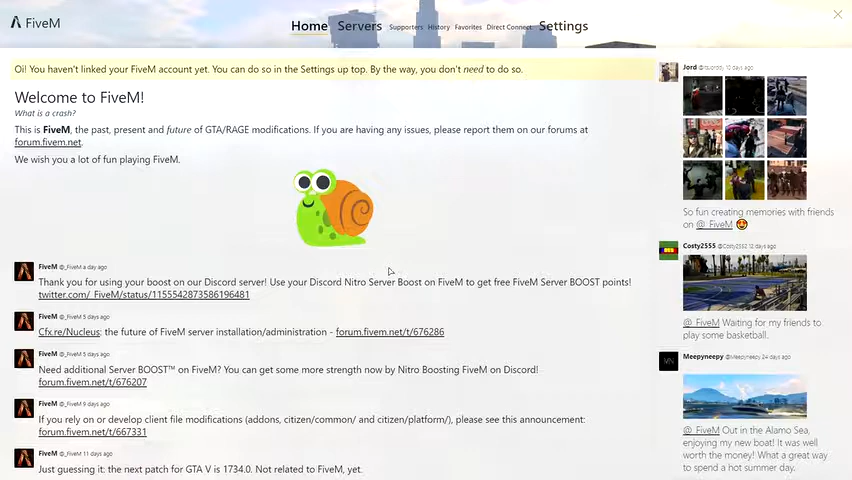 FiveM
Home Servers Supporters History Favorites Direct Connect Settings
Oi! You haven't linked your FiveM account yet. You can do so in the Settings up top. By the way, you don't need to do so.
Welcome to FiveM!
What is a crash?
This is FiveM, the past, present and future of GTA/RAGE modifications. If you are having any issues, please report them on our forums at
forum.fivem.net.
We wish you a lot of fun playing FiveM.
FiveM @_FiveM a day ago
Thank you for using your boost on our Discord server! Use your Discord Nitro Server Boost on FiveM to get free FiveM Server BOOST points!
twitter.com/_FiveM/status/1155542873586196481
FiveM @_FiveM 5 days ago
Cfx.re/Nucleus: the future of FiveM server installation/administration - forum.fivem.net/t/676286
FiveM @_FiveM 5 days ago
Need additional Server BOOST™ on FiveM? You can get some more strength now by Nitro Boosting FiveM on Discord!
forum.fivem.net/t/676207
FiveM @_FiveM 9 days ago
If you rely on or develop client file modifications (addons, citizen/common/ and citizen/platform/), please see this announcement:
forum.fivem.net/t/667331
FiveM @_FiveM 11 days ago
Just guessing it: the next patch for GTA V is 1734.0. Not related to FiveM, yet.
Jord 10 days ago
So fun creating memories with friends
on @_FiveM 😍
Costy2555 @Costy2555 12 days ago
@_FiveM Waiting for my friends to
play some basketball.
Meepyneepy @Meepyneepy 24 days ago
@_FiveM Out in the Alamo Sea,
enjoying my new boat! It was well
worth the money! What a great way
to spend a hot summer day.